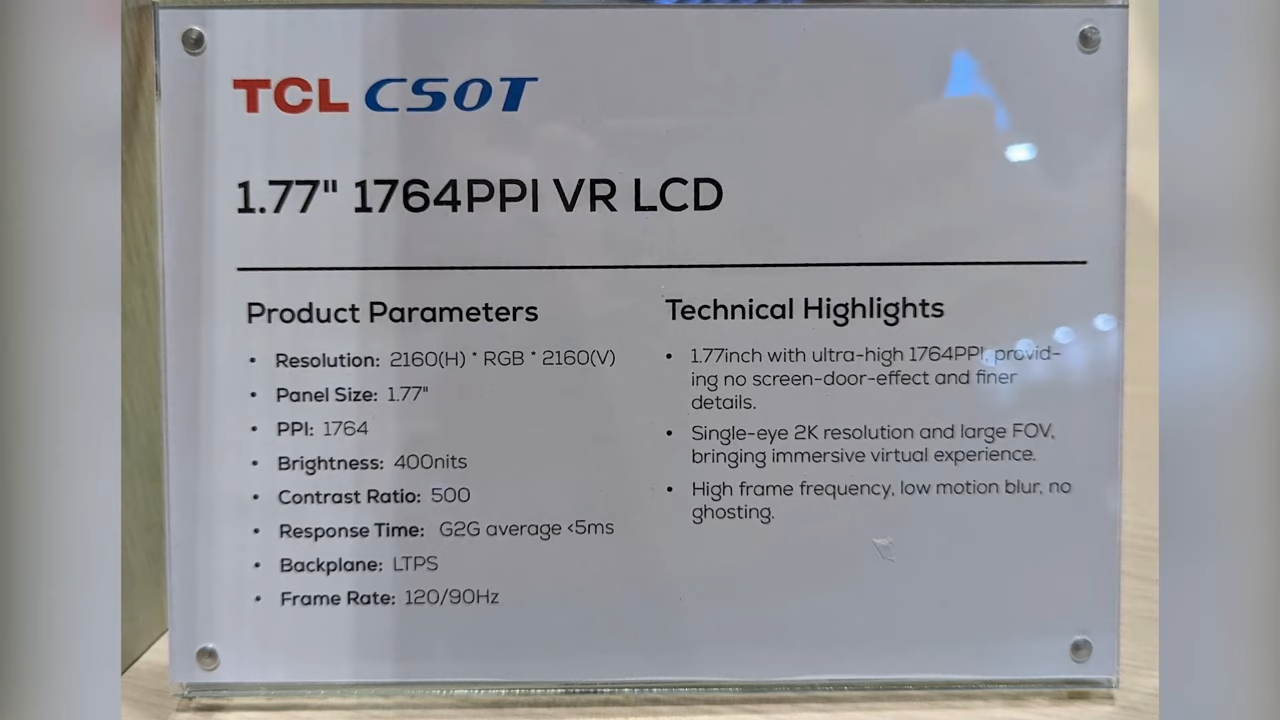 TCL CSOT
1.77" 1764PPI VR LCD
Product Parameters
• Resolution: 2160(H) * RGB * 2160(V)
• Panel Size: 1.77"
• PPI: 1764
• Brightness: 400nits
• Contrast Ratio: 500
• Response Time: G2G average <5ms
• Backplane: LTPS
• Frame Rate: 120/90Hz
Technical Highlights
• 1.77inch with ultra-high 1764PPI, provid-
ing no screen-door-effect and finer
details.
• Single-eye 2K resolution and large FOV,
bringing immersive virtual experience.
• High frame frequency, low motion blur, no
ghosting.